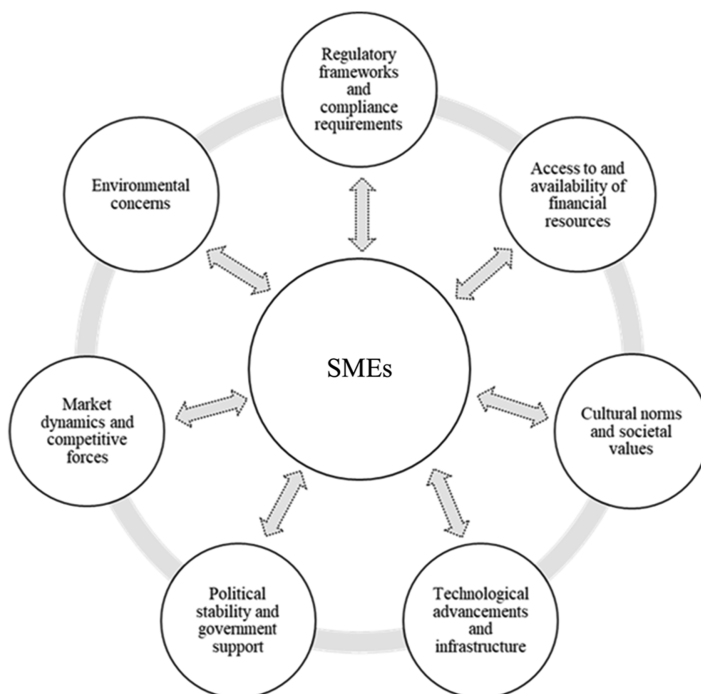 Regulatory
frameworks
and
compliance
requirements
Access to and
availability of
financial
resources
Cultural norms
and societal
values
Technological
advancements
and
infrastructure
Political
stability and
government
support
Market
dynamics and
competitive
forces
Environmental
concerns
SMEs